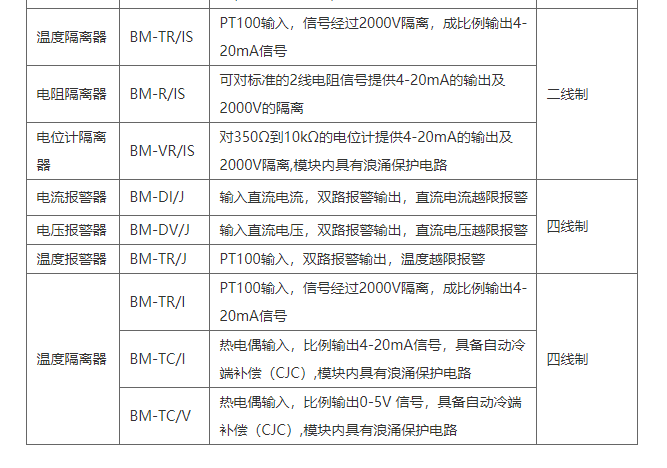 温度隔离器 BM-TR/IS PT100输入，信号经过2000V隔离，成比例输出4-
20mA信号
电阻隔离器 BM-R/IS 可对标准的2线电阻信号提供4-20mA的输出及
2000V的隔离
二线制
电位计隔离
器
BM-VR/IS
对350Ω到10kΩ的电位计提供4-20mA的输出及
2000V隔离,模块内具有浪涌保护电路
电流报警器 BM-DI/J 输入直流电流，双路报警输出，直流电流越限报警
电压报警器 BM-DV/J 输入直流电压，双路报警输出，直流电压越限报警
四线制
温度报警器 BM-TR/J PT100输入，双路报警输出，温度越限报警
温度隔离器
BM-TR/I
PT100输入，信号经过2000V隔离，成比例输出4-
20mA信号
BM-TC/I
热电偶输入，比例输出4-20mA信号，具备自动冷
端补偿（CJC）,模块内具有浪涌保护电路
四线制
BM-TC/V
热电偶输入，比例输出0-5V 信号，具备自动冷端
补偿（CJC）,模块内具有浪涌保护电路